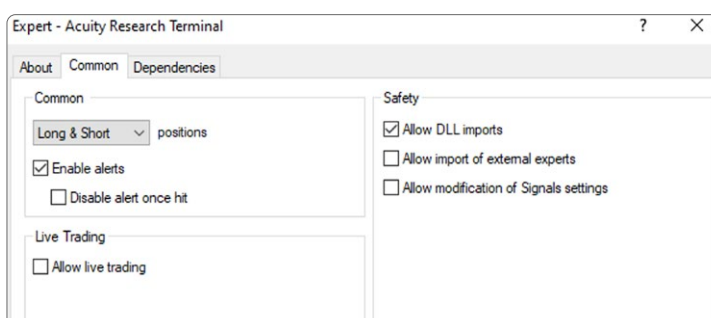 Expert - Acuity Research Terminal ? X
About Common Dependencies
Common
Long & Short positions
Enable alerts
Disable alert once hit
Live Trading
Allow live trading
Safety
Allow DLL imports
Allow import of external experts
Allow modification of Signals settings